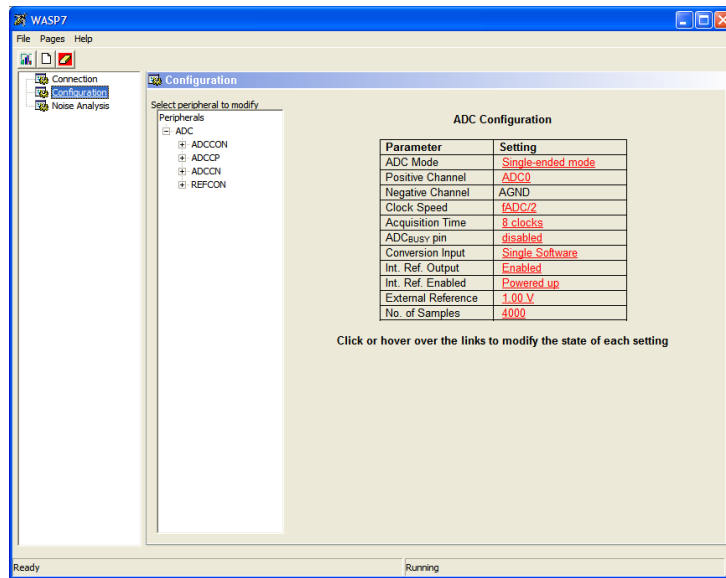 WASP7
File Pages Help
Connection
Configuration
Noise Analysis
Configuration
Select peripheral to modify
Peripherals
ADC
ADCCON
ADCCP
ADCCN
REFCON
ADC Configuration
Parameter Setting
ADC Mode Single-ended mode
Positive Channel ADC0
Negative Channel AGND
Clock Speed fADC/2
Acquisition Time 8 clocks
ADCBUSY pin disabled
Conversion Input Single Software
Int. Ref. Output Enabled
Int. Ref. Enabled Powered up
External Reference 1.00 V
No. of Samples 4000
Click or hover over the links to modify the state of each setting
Ready Running